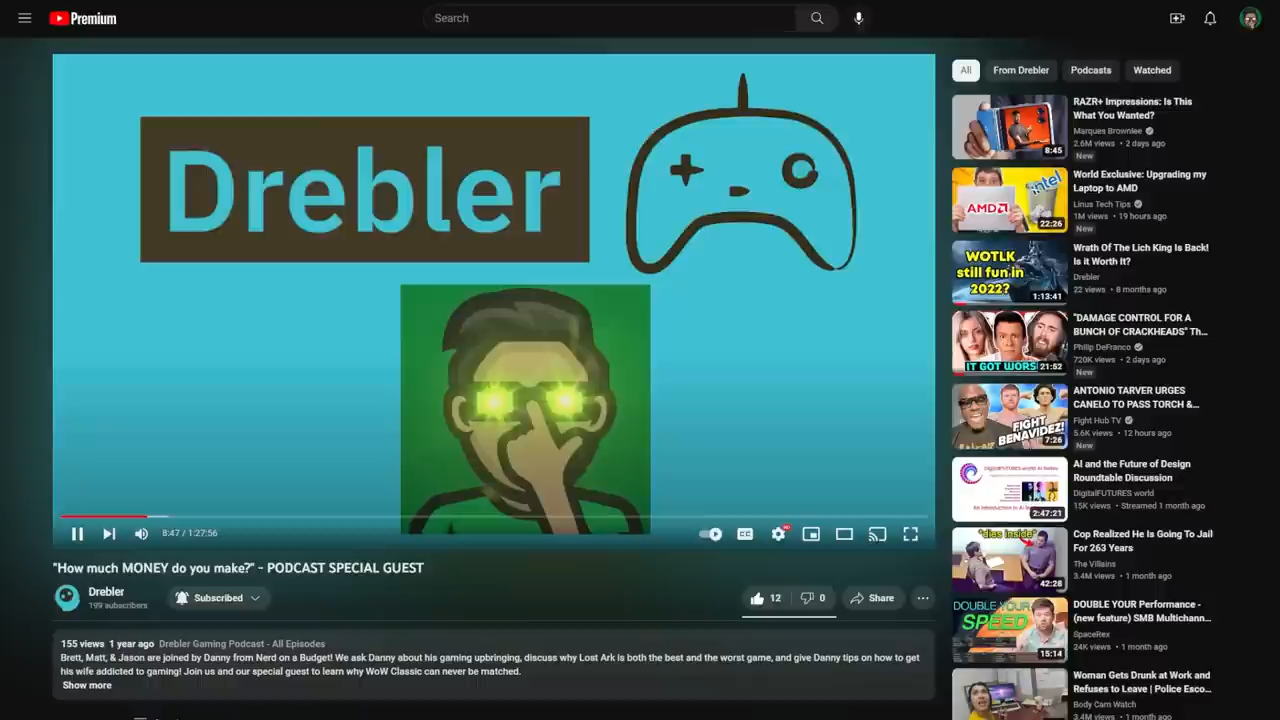 Premium
Search
Drebler
8:47 / 1:27:56
CC
HD
"How much MONEY do you make?" - PODCAST SPECIAL GUEST
Drebler
199 subscribers
Subscribed
12
0
Share
155 views 1 year ago Drebler Gaming Podcast - All Episodes
Brett, Matt, & Jason are joined by Danny from Nerd on a Budget! We ask Danny about his gaming upbringing, discuss why Lost Ark is both the best and the worst game, and give Danny tips on how to get
his wife addicted to gaming! Join us and our special guest to learn why WoW Classic can never be matched.
Show more
All
From Drebler
Podcasts
Watched
8:45
RAZR+ Impressions: Is This
What You Wanted?
Marques Brownlee
2.6M views • 2 days ago
New
intel
AMD
22:26
World Exclusive: Upgrading my
Laptop to AMD
Linus Tech Tips
1M views • 19 hours ago
New
WOTLK
still fun in
2022?
1:13:41
Wrath Of The Lich King Is Back!
Is it Worth It?
Drebler
22 views • 8 months ago
IT GOT WORS
21:52
"DAMAGE CONTROL FOR A
BUNCH OF CRACKHEADS" Th...
Philip DeFranco
720K views • 2 days ago
New
FIGHT
BENAVIDEZ!
7:26
ANTONIO TARVER URGES
CANELO TO PASS TORCH &...
Fight Hub TV
5.6K views • 12 hours ago
New
2:47:21
AI and the Future of Design
Roundtable Discussion
DigitalFUTURES world
15K views • Streamed 1 month ago
*dies inside*
42:28
Cop Realized He Is Going To Jail
For 263 Years
The Villains
3.4M views • 1 month ago
DOUBLE YOUR
SPEED
15:14
DOUBLE YOUR Performance -
(new feature) SMB Multichann...
SpaceRex
24K views • 1 month ago
Woman Gets Drunk at Work and
Refuses to Leave | Police Esco...
Body Cam Watch
3.4M views • 1 month ago